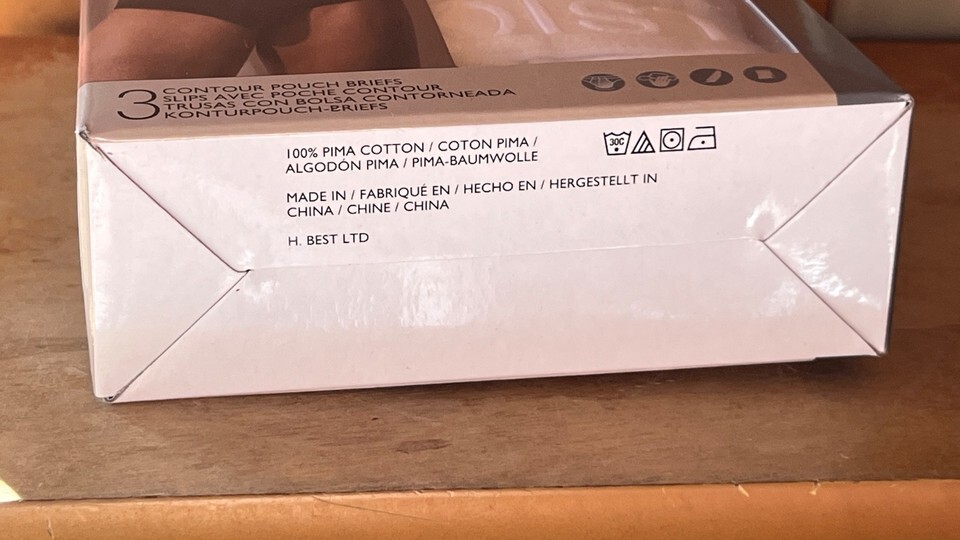 3
CONTOUR POUCH BRIEFS
SLIPS AVEC POCHE CONTOUR
TRUSAS CON BOLSA CONTORNEADA
KONTURPOUCH-BRIEFS
100% PIMA COTTON / COTON PIMA /
ALGODÓN PIMA / PIMA-BAUMWOLLE
30C
MADE IN / FABRIQUÉ EN / HECHO EN / HERGESTELLT IN
CHINA / CHINE / CHINA
H. BEST LTD